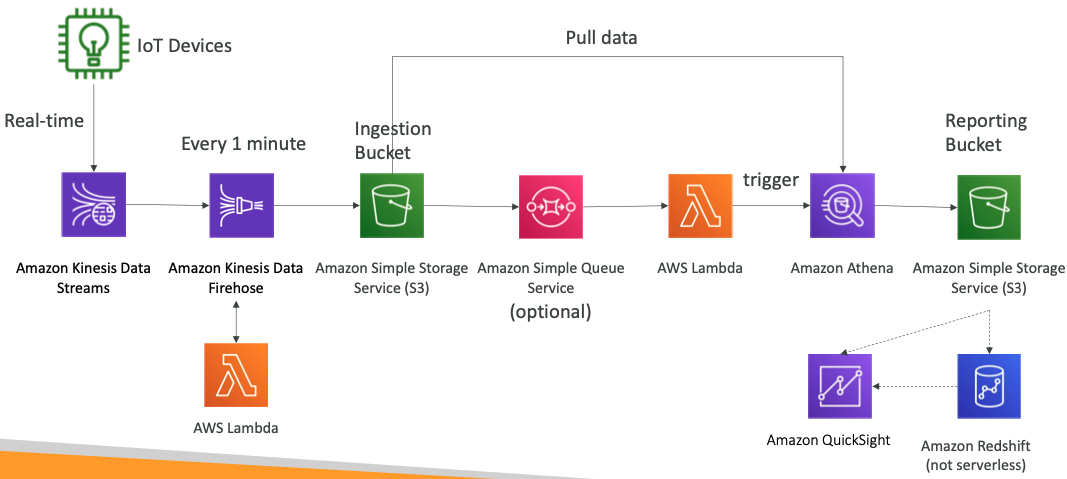 IoT Devices
Pull data
Real-time
Every 1 minute
Ingestion
Bucket
Reporting
Bucket
trigger
Amazon Kinesis Data
Streams
Amazon Kinesis Data
Firehose
Amazon Simple Storage
Service (S3)
Amazon Simple Queue
Service
(optional)
AWS Lambda
Amazon Athena
Amazon Simple Storage
Service (S3)
AWS Lambda
Amazon QuickSight
Amazon Redshift
(not serverless)